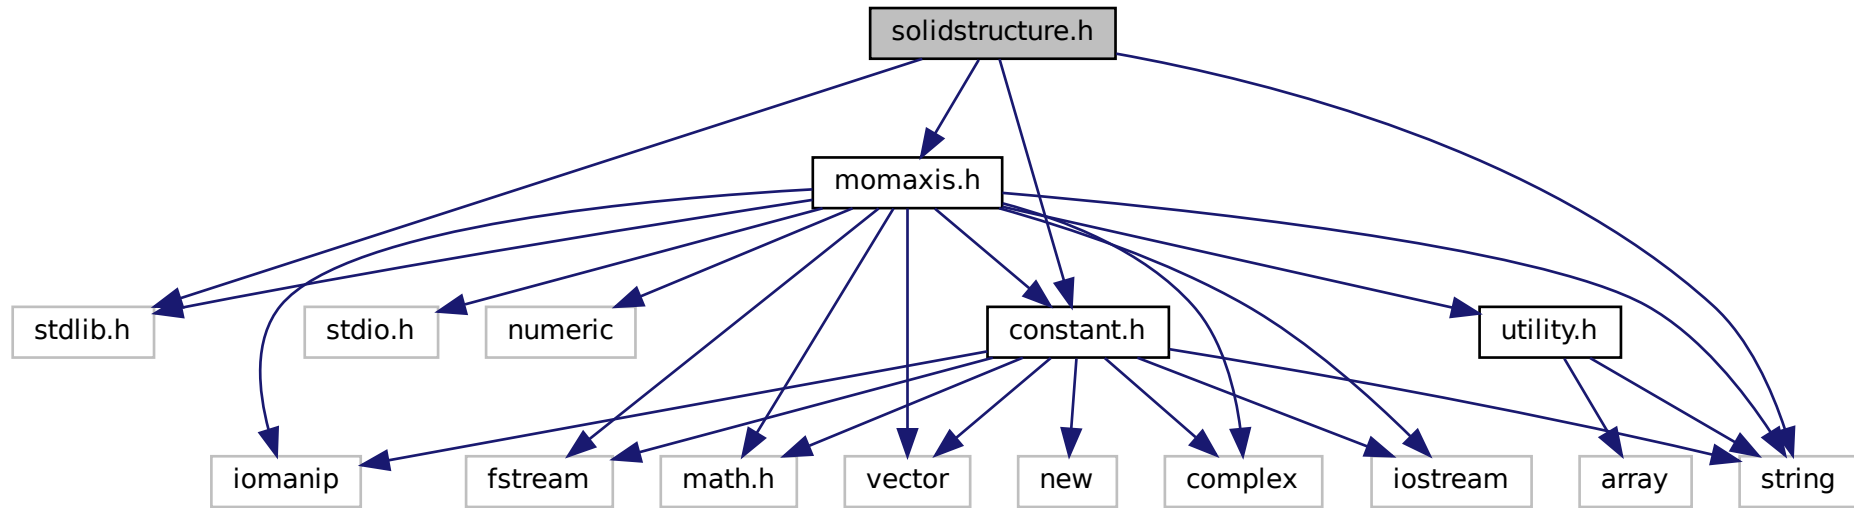 solidstructure.h
momaxis.h
stdlib.h
stdio.h
numeric
constant.h
utility.h
iomanip
fstream
math.h
vector
new
complex
iostream
array
string